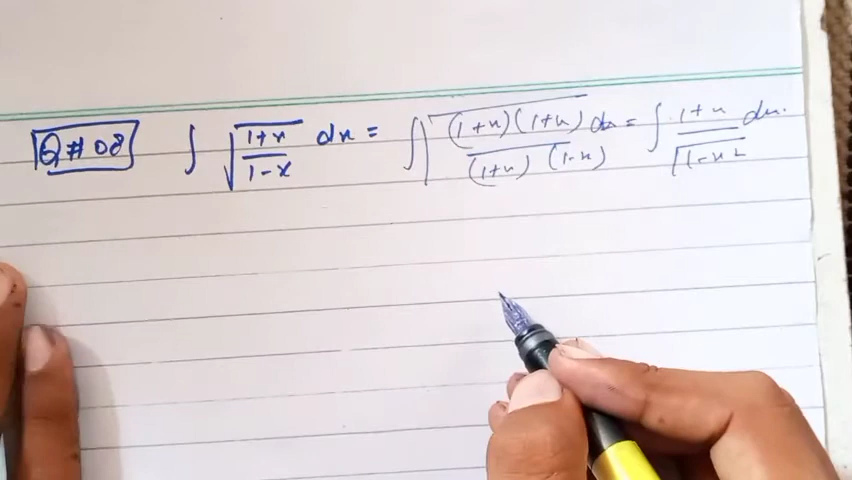 Q # 08 ∫ √(1+x / 1-x) dx = ∫ √((1+x)(1+x) / (1+x)(1-x)) dx = ∫ 1+x / √(1-x²) dx.